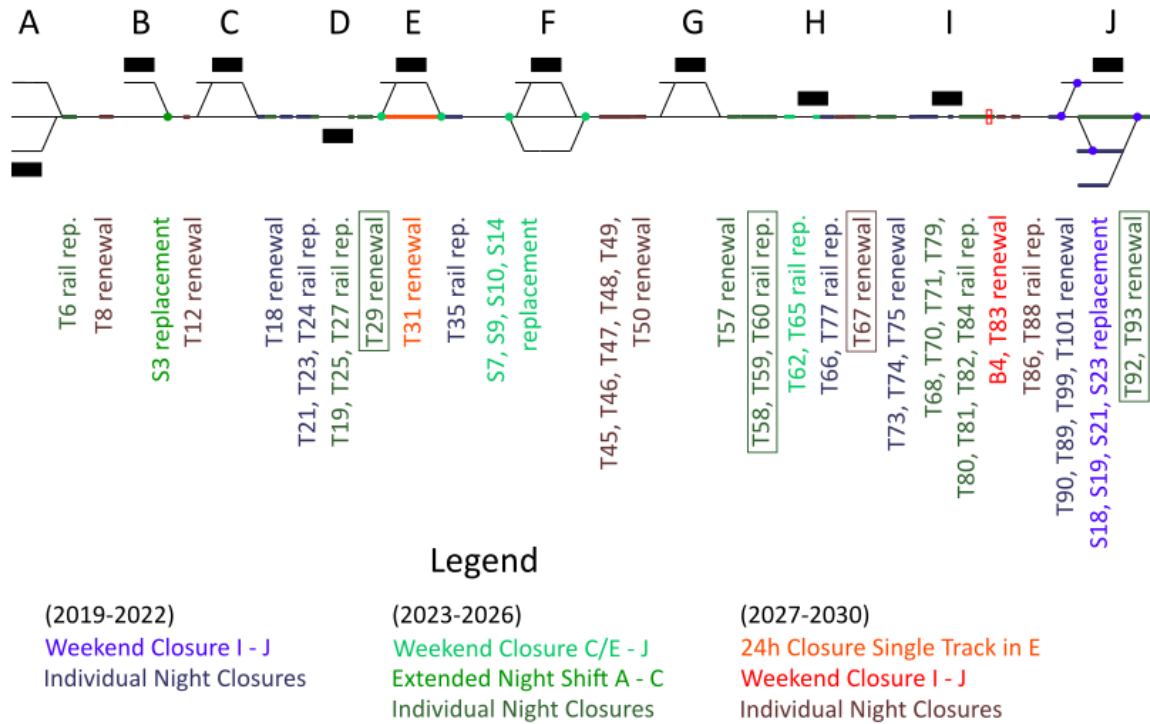 A B C D E F G H I J
T6 rail rep.
T8 renewal
S3 replacement
T12 renewal
T18 renewal
T21, T23, T24 rail rep.
T19, T25, T27 rail rep.
T29 renewal
T31 renewal
T35 rail rep.
S7, S9, S10, S14
replacement
T45, T46, T47, T48, T49,
T50 renewal
T57 renewal
T58, T59, T60 rail rep.
T62, T65 rail rep.
T66, T77 rail rep.
T67 renewal
T73, T74, T75 renewal
T68, T70, T71, T79,
T80, T81, T82, T84 rail rep.
B4, T83 renewal
T86, T88 rail rep.
T90, T89, T99, T101 renewal
S18, S19, S21, S23 replacement
T92, T93 renewal
Legend
(2019-2022)
Weekend Closure I - J
Individual Night Closures
(2023-2026)
Weekend Closure C/E - J
Extended Night Shift A - C
Individual Night Closures
(2027-2030)
24h Closure Single Track in E
Weekend Closure I - J
Individual Night Closures